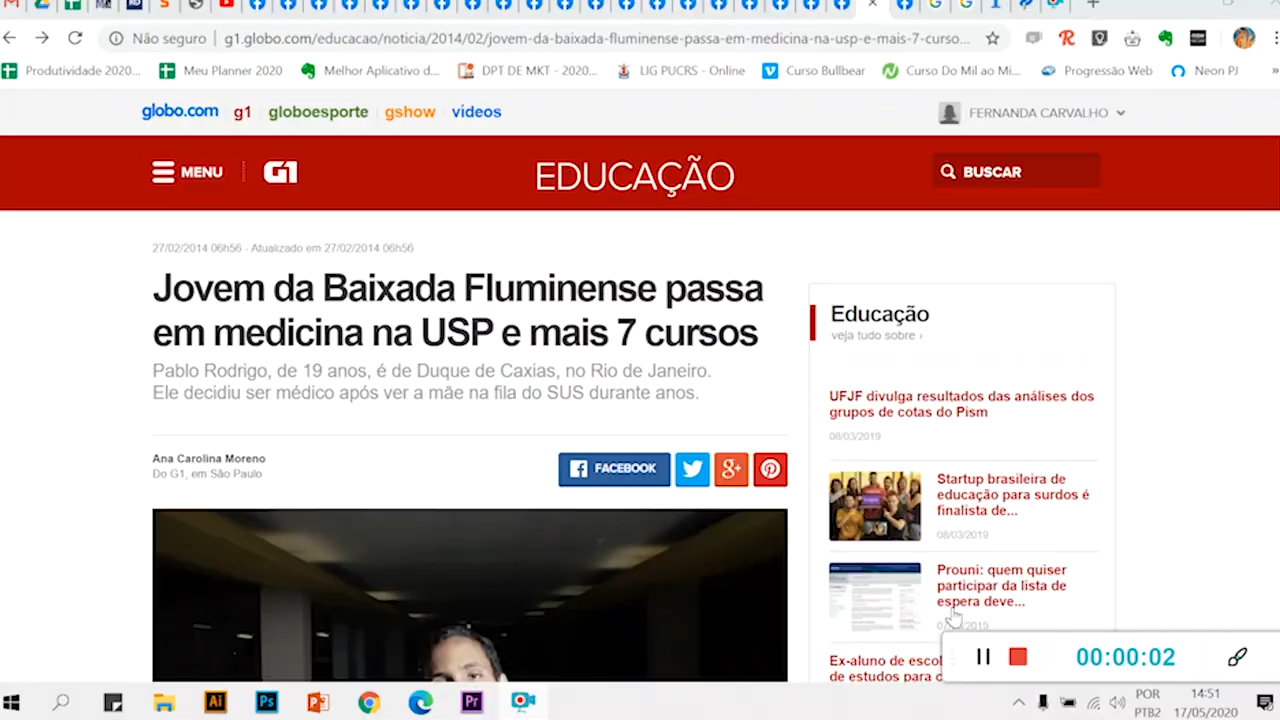 Não seguro
g1.globo.com/educacao/noticia/2014/02/jovem-da-baixada-fluminense-passa-em-medicina-na-usp-e-mais-7-curso...
Produtividade 2020...
Meu Planner 2020
Melhor Aplicativo d...
DPT DE MKT - 2020...
LIG PUCRS - Online
Curso Bullbear
Curso Do Mil ao Mi...
Progressão Web
Neon PJ
»
globo.com g1 globoesporte gshow vídeos
FERNANDA CARVALHO
MENU
G1
EDUCAÇÃO
BUSCAR
27/02/2014 06h56 - Atualizado em 27/02/2014 06h56
Jovem da Baixada Fluminense passa
em medicina na USP e mais 7 cursos
Pablo Rodrigo, de 19 anos, é de Duque de Caxias, no Rio de Janeiro.
Ele decidiu ser médico após ver a mãe na fila do SUS durante anos.
Ana Carolina Moreno
Do G1, em São Paulo
FACEBOOK
g+
Educação
veja tudo sobre ›
UFJF divulga resultados das análises dos
grupos de cotas do Pism
08/03/2019
Startup brasileira de
educação para surdos é
finalista de...
08/03/2019
Prouni: quem quiser
participar da lista de
espera deve...
Ex-aluno de escol
de estudos para c
00:00:02
Ai
Ps
Pr
POR
PTB2
14:51
17/05/2020